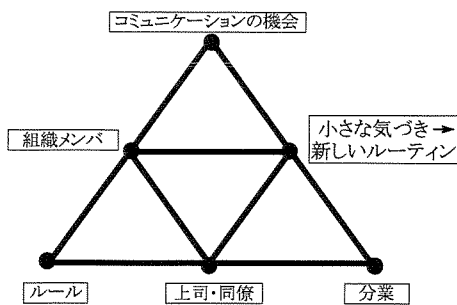 コミュニケーションの機会
組織メンバ
小さな気づき→
新しいルーティン
ルール
上司・同僚
分業